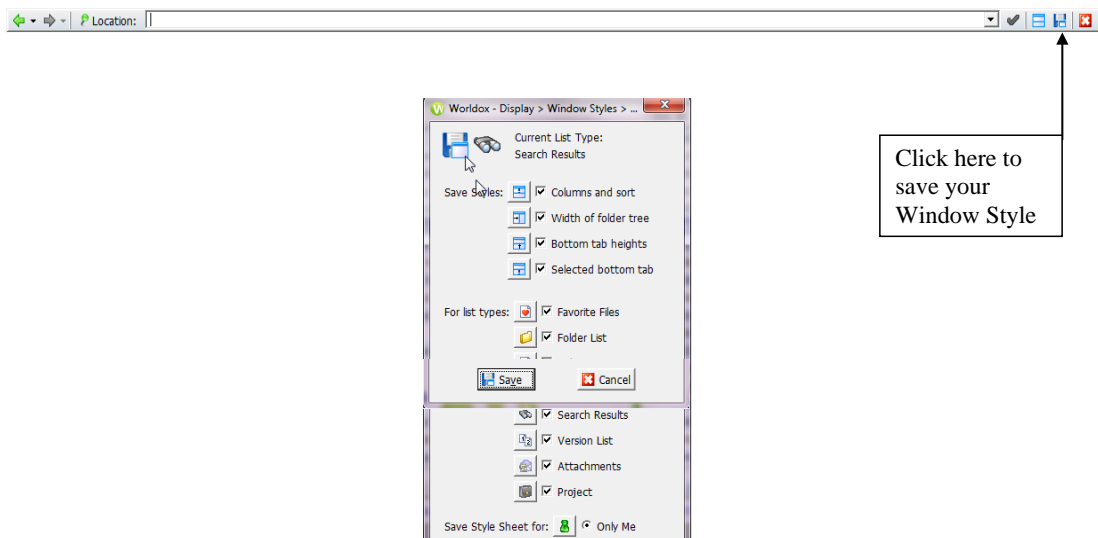 Location:
Worldox - Display > Window Styles > ...
Current List Type:
Search Results
Click here to
save your
Window Style
Save Styles:
Columns and sort
Width of folder tree
Bottom tab heights
Selected bottom tab
For list types:
Favorite Files
Folder List
Save
Cancel
Search Results
Version List
Attachments
Project
Save Style Sheet for:
Only Me